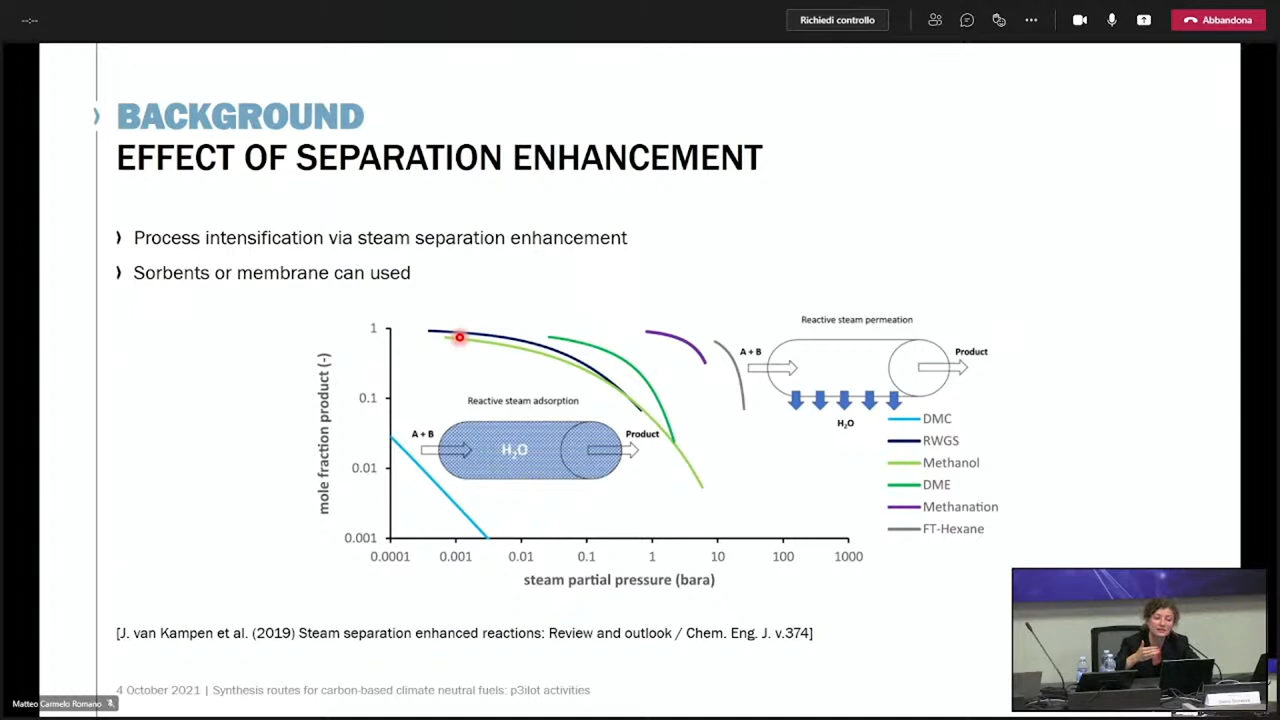 --:--
Richiedi controllo
Abbandona
BACKGROUND
EFFECT OF SEPARATION ENHANCEMENT
Process intensification via steam separation enhancement
Sorbents or membrane can used
mole fraction product (-)
1
0.1
0.01
0.001
0.0001
0.001
0.01
0.1
1
10
100
1000
steam partial pressure (bara)
Reactive steam adsorption
A + B
H₂O
Product
Reactive steam permeation
A + B
Product
H₂O
DMC
RWGS
Methanol
DME
Methanation
FT-Hexane
[J. van Kampen et al. (2019) Steam separation enhanced reactions: Review and outlook / Chem. Eng. J. v.374]
4 October 2021 | Synthesis routes for carbon-based climate neutral fuels: p3ilot activities
Matteo Carmelo Romano